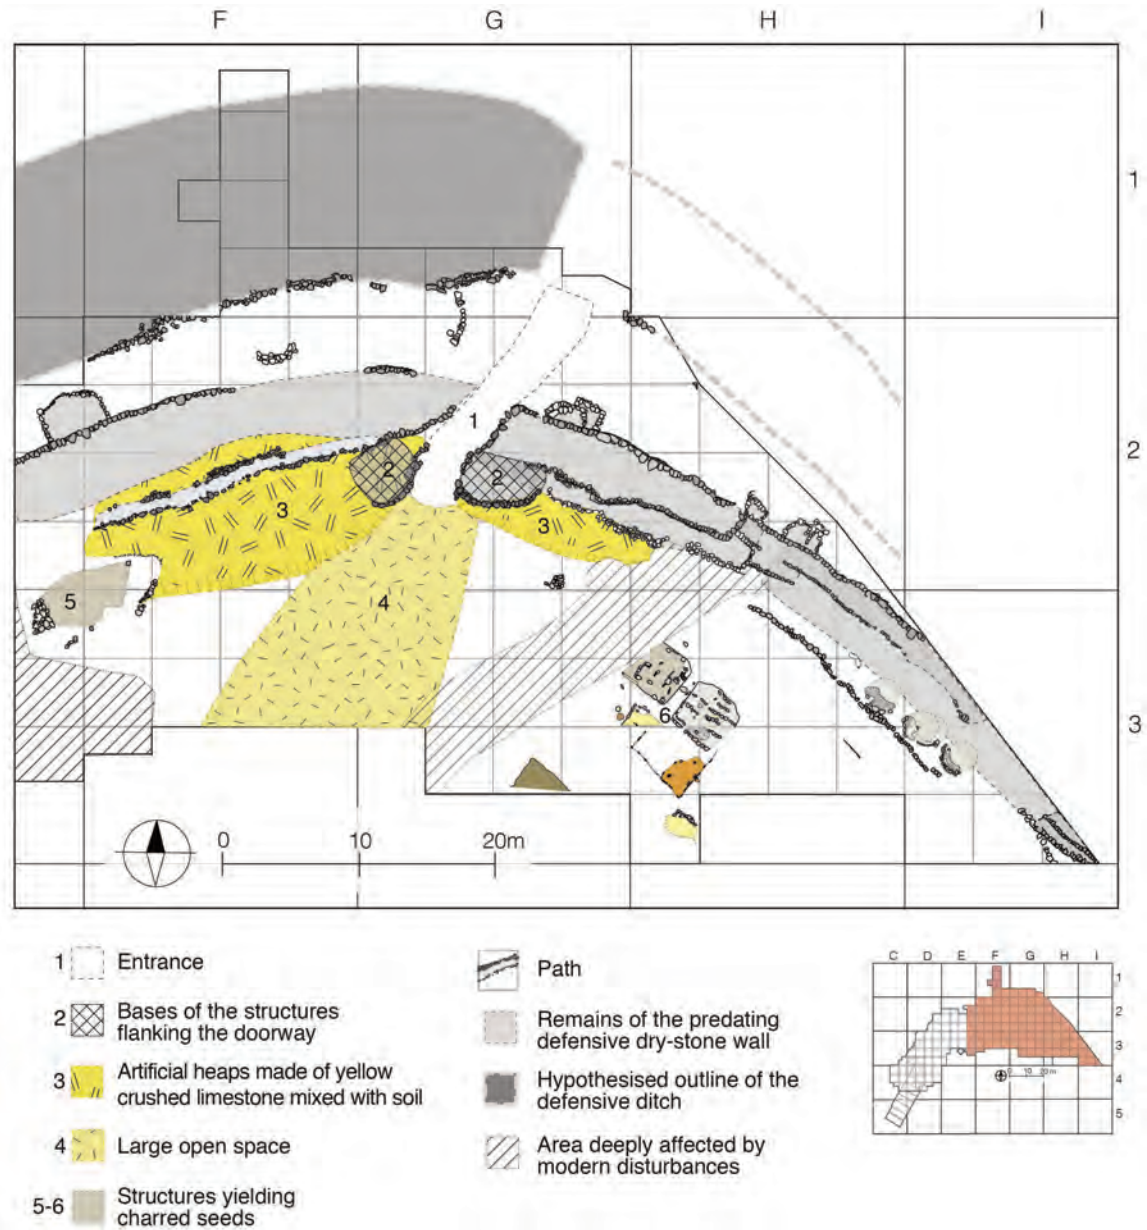 F G H I
1
2
3
1
2
2
3
3
4
5
6
0 10 20m
1 Entrance
2 Bases of the structures
flanking the doorway
3 Artificial heaps made of yellow
crushed limestone mixed with soil
4 Large open space
5-6 Structures yielding
charred seeds
Path
Remains of the predating
defensive dry-stone wall
Hypothesised outline of the
defensive ditch
Area deeply affected by
modern disturbances
C D E F G H I
1
2
3
4
5
0 10 20 m